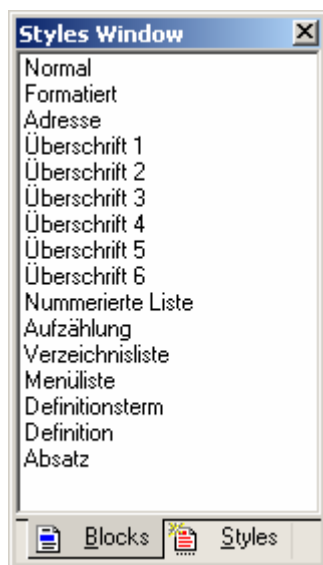 Styles Window
Normal
Formatiert
Adresse
Überschrift 1
Überschrift 2
Überschrift 3
Überschrift 4
Überschrift 5
Überschrift 6
Nummerierte Liste
Aufzählung
Verzeichnisliste
Menüliste
Definitionsterm
Definition
Absatz
Blocks Styles